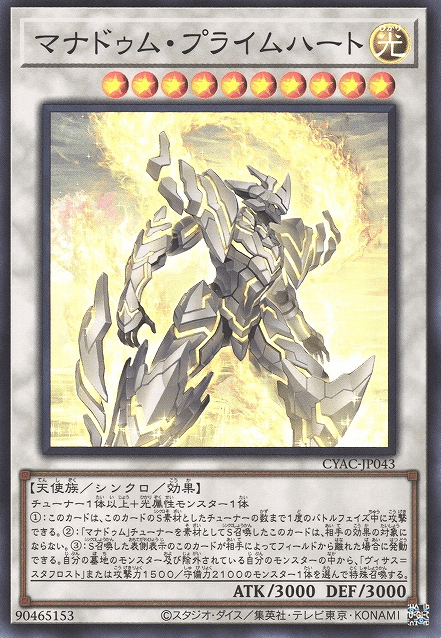 マナドゥム・プライムハート
光
CYAC-JP043
【天使族/シンクロ/効果】
チューナー1体以上+光属性モンスター1体
①:このカードは、このカードのS素材としたチューナーの数まで1度のバトルフェイズ中に攻撃
できる。②:「マナドゥム」チューナーを素材としてS召喚したこのカードは、相手の効果の対象に
ならない。③:S召喚した表側表示のこのカードが相手によってフィールドから離れた場合に発動
できる。自分の墓地のモンスター及び除外されている自分のモンスターの中から、「ヴィサス=
スタフロスト」または攻撃力1500/守備力2100のモンスター1体を選んで特殊召喚する。
ATK/3000 DEF/3000
90465153
©スタジオ・ダイス/集英社・テレビ東京・KONAMI